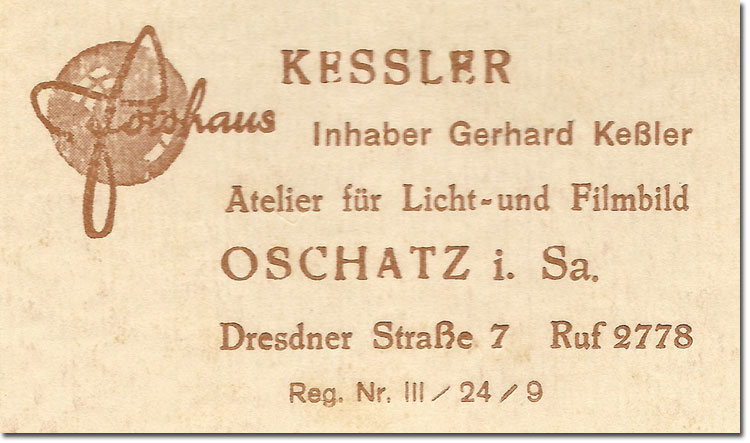 Fotohaus
KESSLER
Inhaber Gerhard Keßler
Atelier für Licht-und Filmbild
OSCHATZ i. Sa.
Dresdner Straße 7 Ruf 2778
Reg. Nr. III / 24 / 9